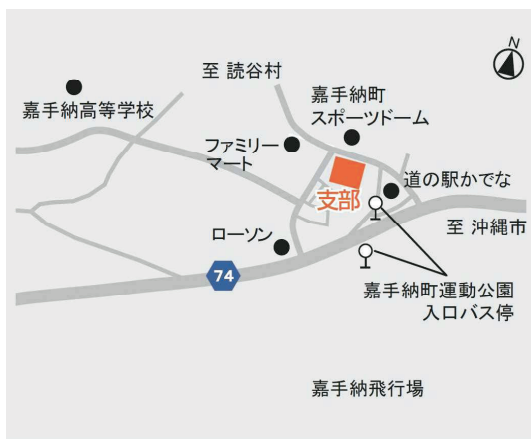 N
至 読谷村
嘉手納町
スポーツドーム
嘉手納高等学校
ファミリー
マート
道の駅かでな
支部
至 沖縄市
ローソン
74
嘉手納町運動公園
入口バス停
嘉手納飛行場